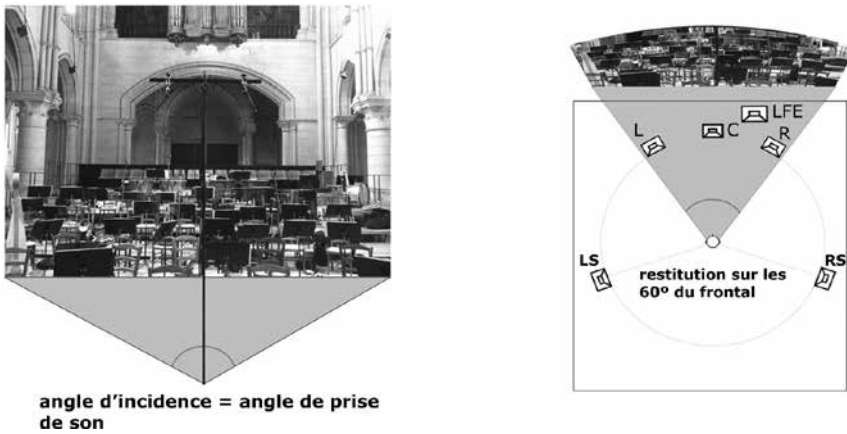 angle d'incidence = angle de prise
de son
LFE
L
C
R
LS
RS
restitution sur les
60º du frontal